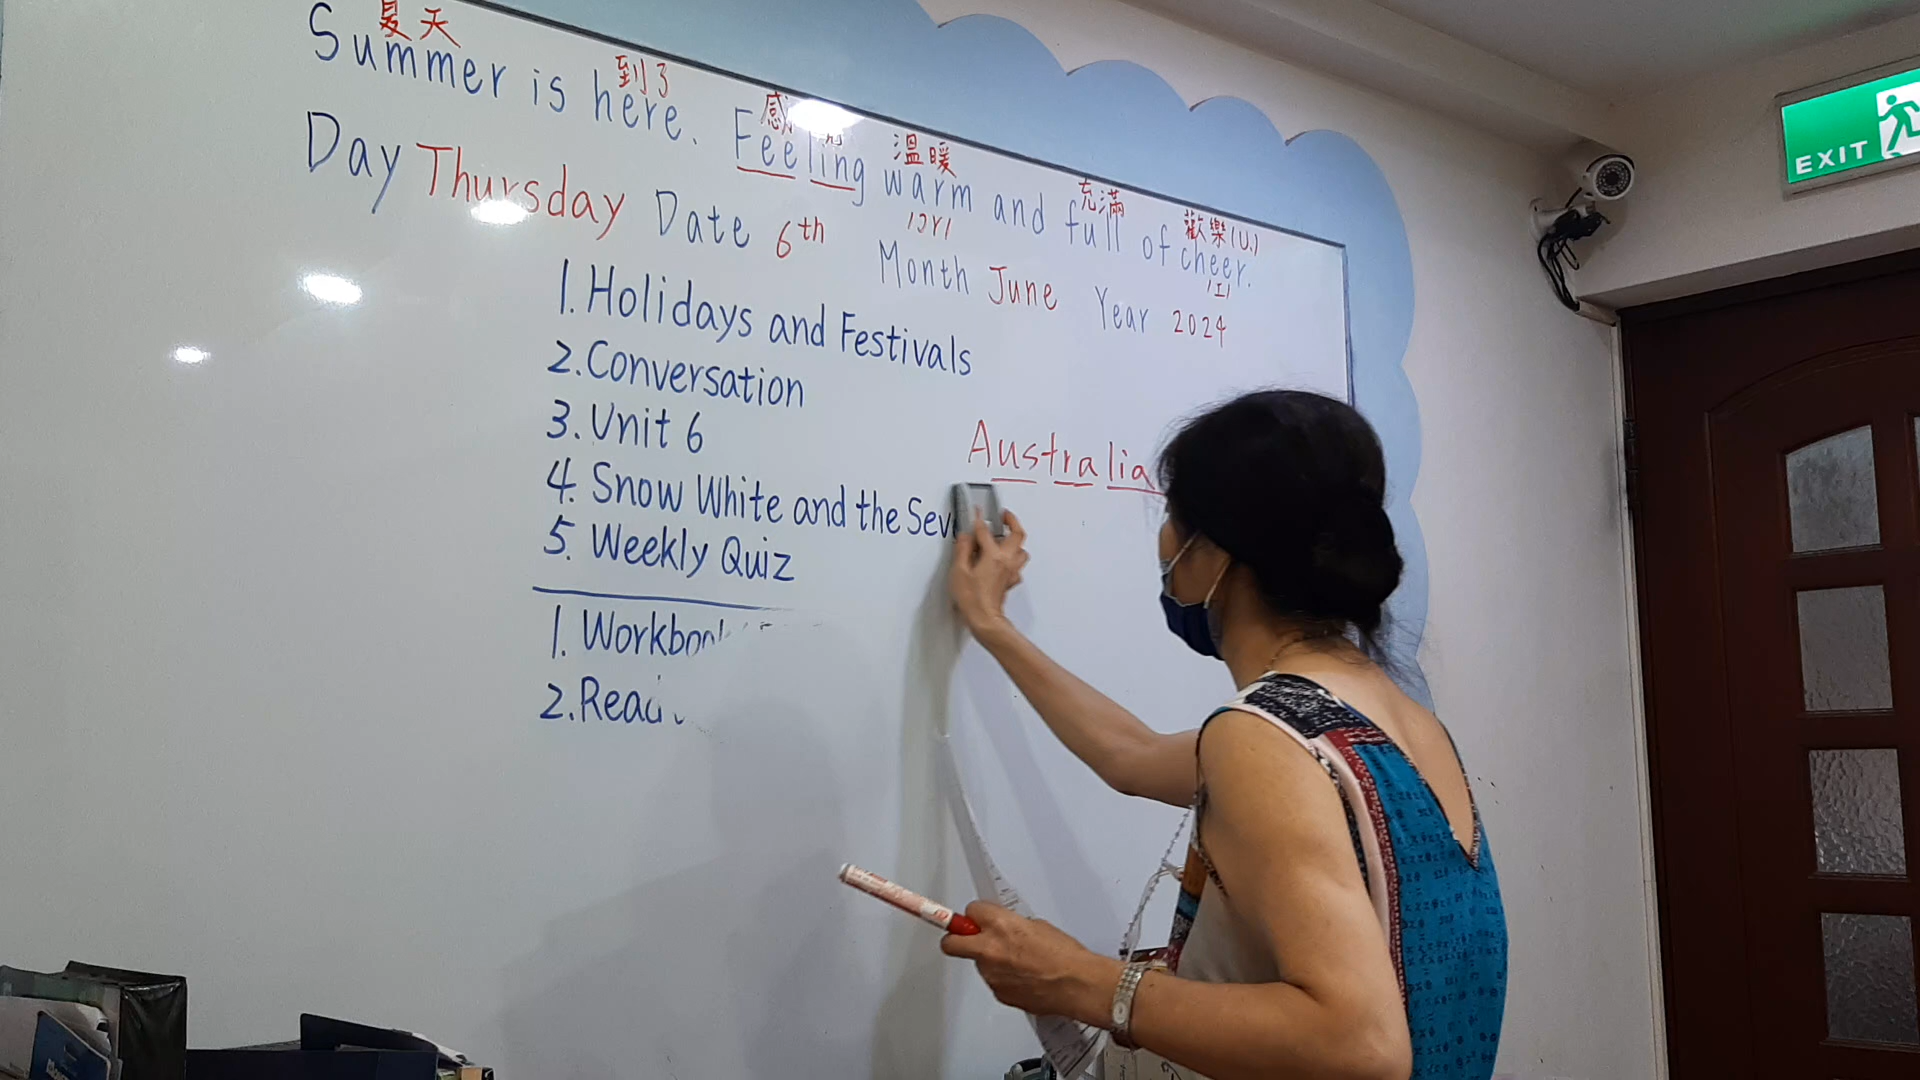 夏天 到了 感 溫暖 充滿 歡樂(U.)
Summer is here. Feeling warm and full of cheer.
/ɔr/ /ɪ/
Day Thursday Date 6th Month June Year 2024
1. Holidays and Festivals
2. Conversation
3. Unit 6
Australia
4. Snow White and the Sev
5. Weekly Quiz
1. Workboo
2. Read
EXIT